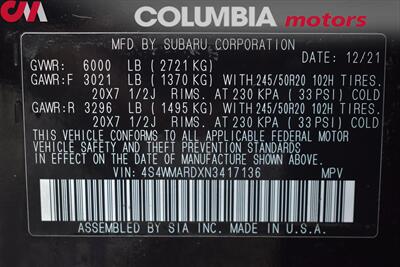 COLUMBIA motors
MFD. BY SUBARU CORPORATION
DATE: 12/21
GVWR: 6000 LB (2721 KG)
GAWR:F 3021 LB (1370 KG) WITH 245/50R20 102H TIRES.
20X7 1/2J RIMS. AT 230 KPA ( 33 PSI) COLD
GAWR:R 3296 LB (1495 KG) WITH 245/50R20 102H TIRES.
20X7 1/2J RIMS. AT 230 KPA ( 33 PSI) COLD
THIS VEHICLE CONFORMS TO ALL APPLICABLE FEDERAL MOTOR
VEHICLE SAFETY AND THEFT PREVENTION STANDARDS
IN EFFECT ON THE DATE OF MANUFACTURE SHOWN ABOVE.
VIN: 4S4WMARDXN3417136 MPV
ASSEMBLED BY SIA INC. MADE IN U.S.A.